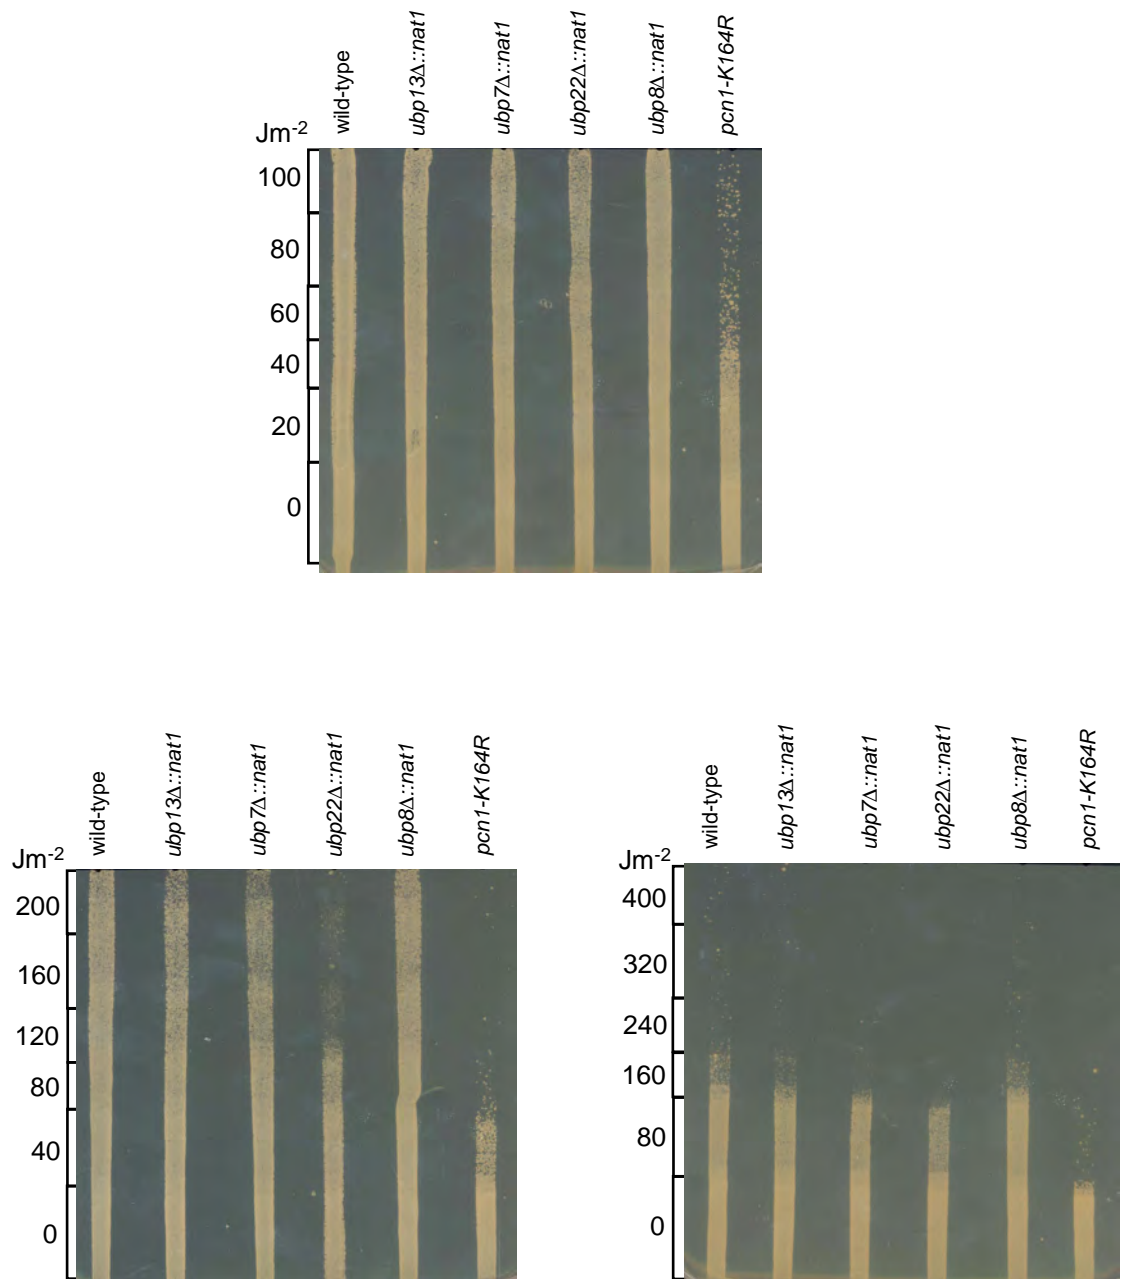 wild-type
ubp13Δ::nat1
ubp7Δ::nat1
ubp22Δ::nat1
ubp8Δ::nat1
pcn1-K164R
Jm-2
100
80
60
40
20
0
wild-type
ubp13Δ::nat1
ubp7Δ::nat1
ubp22Δ::nat1
ubp8Δ::nat1
pcn1-K164R
Jm-2
200
160
120
80
40
0
wild-type
ubp13Δ::nat1
ubp7Δ::nat1
ubp22Δ::nat1
ubp8Δ::nat1
pcn1-K164R
Jm-2
400
320
240
160
80
0